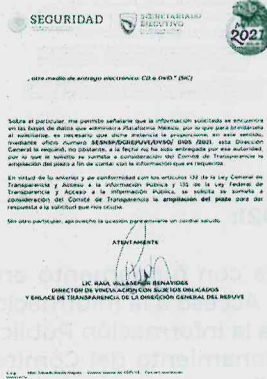 SEGURIDAD
SECRETARIADO
EJECUTIVO
2021
, otro medio de entrega electrónico: CD o DVD" (SIC)
Sobre el particular, me permito señalarle que la información solicitada se encuentra
en las bases de datos que administra Plataforma México, por lo que para brindársela
al solicitante, es necesario que dicha instancia la proporcione, en este sentido,
mediante oficio número /2021, esta Dirección
General la requirió, no obstante, a la fecha no ha sido entregada por esa autoridad,
por lo que se solicita se someta a consideración del Comité de Transparencia la
ampliación del plazo a fin de contar con la información que es requerida.
En virtud de lo anterior y de conformidad con los artículos 132 de la Ley General de
Transparencia y Acceso a la Información Pública y 135 de la Ley Federal de
Transparencia y Acceso a la Información Pública, se solicita se someta a
consideración del Comité de Transparencia la ampliación del plazo para dar
respuesta a la solicitud que nos ocupa.
Sin otro particular, aprovecho la ocasión para enviarle un cordial saludo.
ATENTAMENTE
LIC. RAÚL VILLASEÑOR BENAVIDES
DIRECTOR DE VINCULACIÓN CON SUJETOS OBLIGADOS
Y ENLACE DE TRANSPARENCIA DE LA DIRECCIÓN GENERAL DEL REPUVE